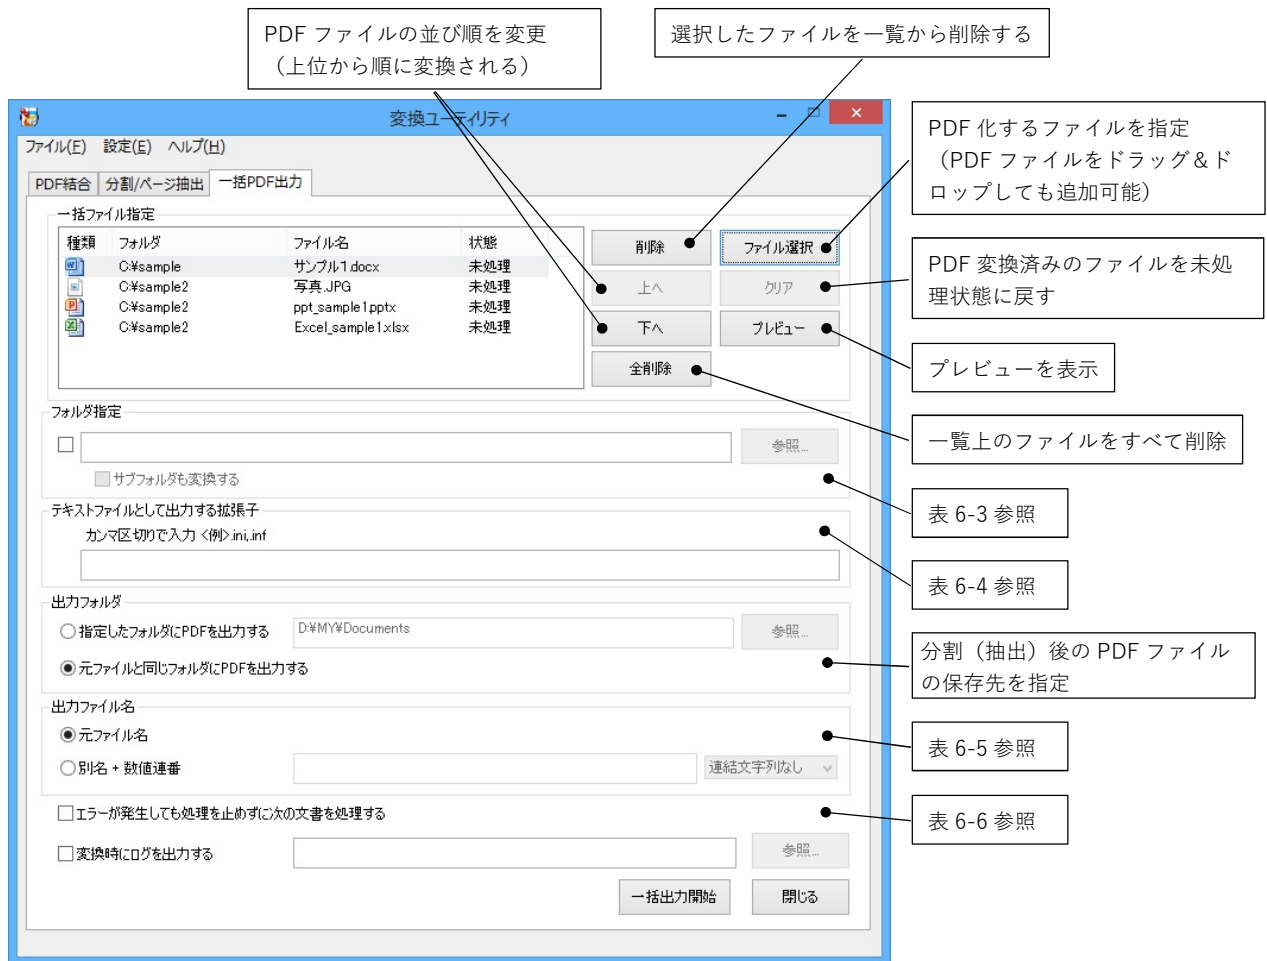 PDF ファイルの並び順を変更
（上位から順に変換される）
選択したファイルを一覧から削除する
変換ユーティリティ
ファイル(F) 設定(E) ヘルプ(H)
PDF結合 分割/ページ抽出 一括PDF出力
一括ファイル指定
種類 フォルダ ファイル名 状態
C:¥sample サンプル1.docx 未処理
C:¥sample2 写真.JPG 未処理
C:¥sample2 ppt_sample1.pptx 未処理
C:¥sample2 Excel_sample1.xlsx 未処理
削除 ファイル選択
上へ クリア
下へ プレビュー
全削除
PDF 化するファイルを指定
（PDF ファイルをドラッグ＆ド
ロップしても追加可能）
PDF 変換済みのファイルを未処
理状態に戻す
プレビューを表示
一覧上のファイルをすべて削除
フォルダ指定
参照...
サブフォルダも変換する
表 6-3 参照
テキストファイルとして出力する拡張子
カンマ区切りで入力 <例>.ini,.inf
表 6-4 参照
出力フォルダ
指定したフォルダにPDFを出力する D:¥MY¥Documents 参照...
元ファイルと同じフォルダにPDFを出力する
分割（抽出）後の PDF ファイル
の保存先を指定
出力ファイル名
元ファイル名
別名 + 数値連番 連結文字列なし
表 6-5 参照
エラーが発生しても処理を止めずに次の文書を処理する
表 6-6 参照
変換時にログを出力する 参照...
一括出力開始 閉じる